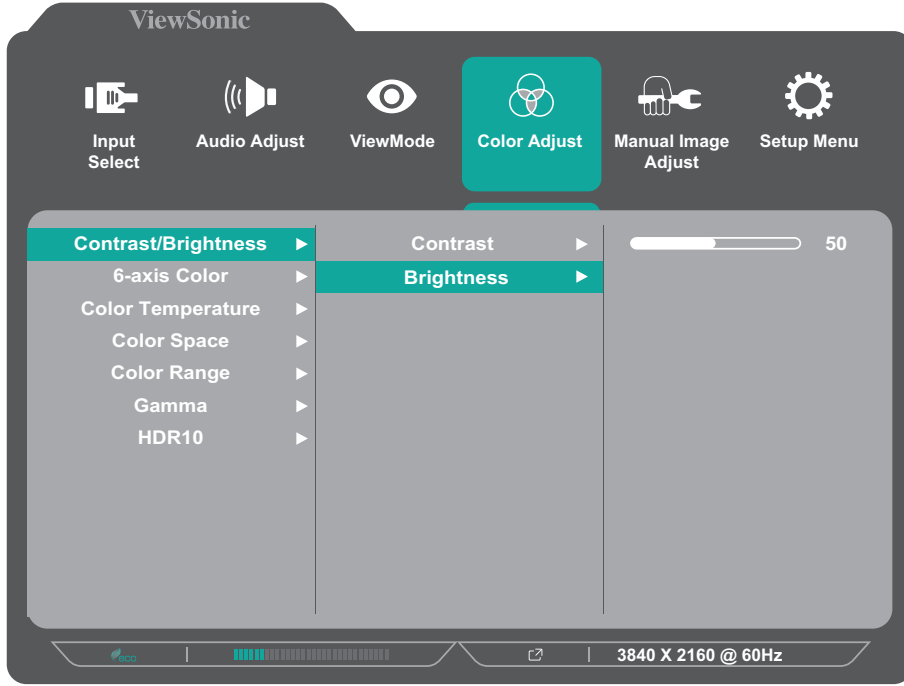 ViewSonic
Input
Select
Audio Adjust
ViewMode
Color Adjust
Manual Image
Adjust
Setup Menu
Contrast/Brightness
6-axis Color
Color Temperature
Color Space
Color Range
Gamma
HDR10
Contrast
Brightness
50
eco
3840 X 2160 @ 60Hz